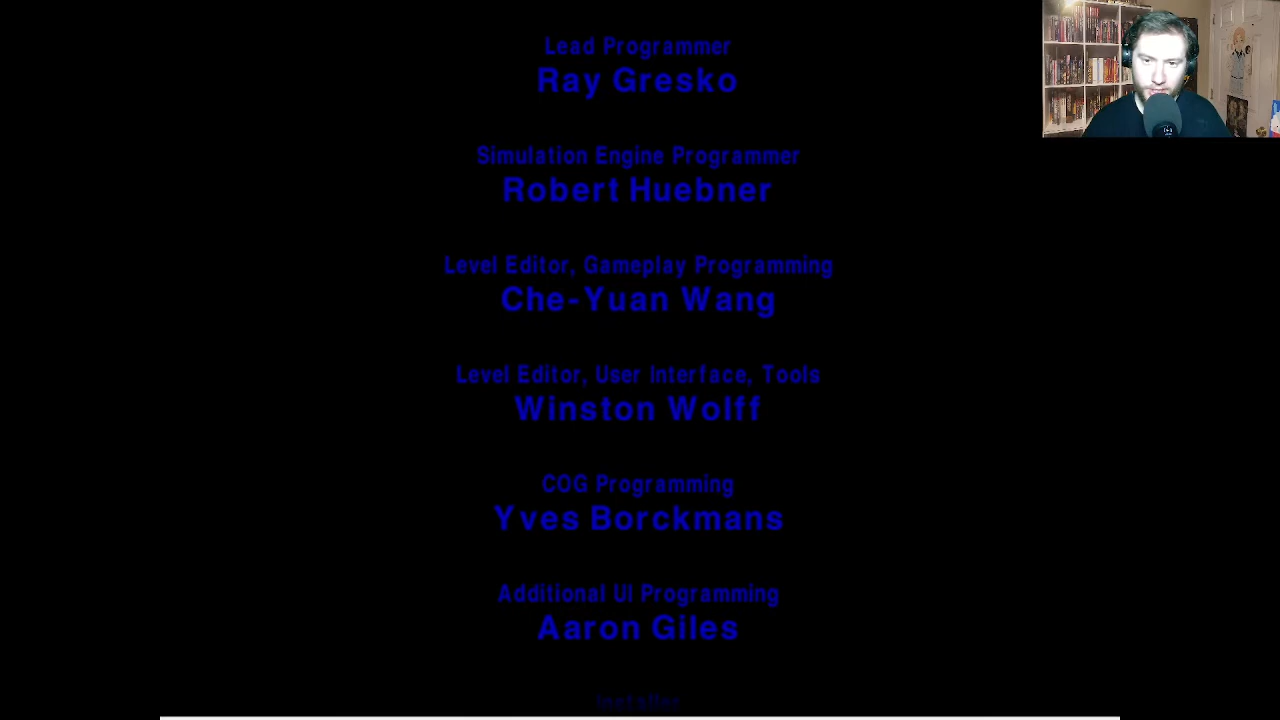 Lead Programmer
Ray Gresko
Simulation Engine Programmer
Robert Huebner
Level Editor, Gameplay Programming
Che-Yuan Wang
Level Editor, User Interface, Tools
Winston Wolff
COG Programming
Yves Borckmans
Additional UI Programming
Aaron Giles
Installer